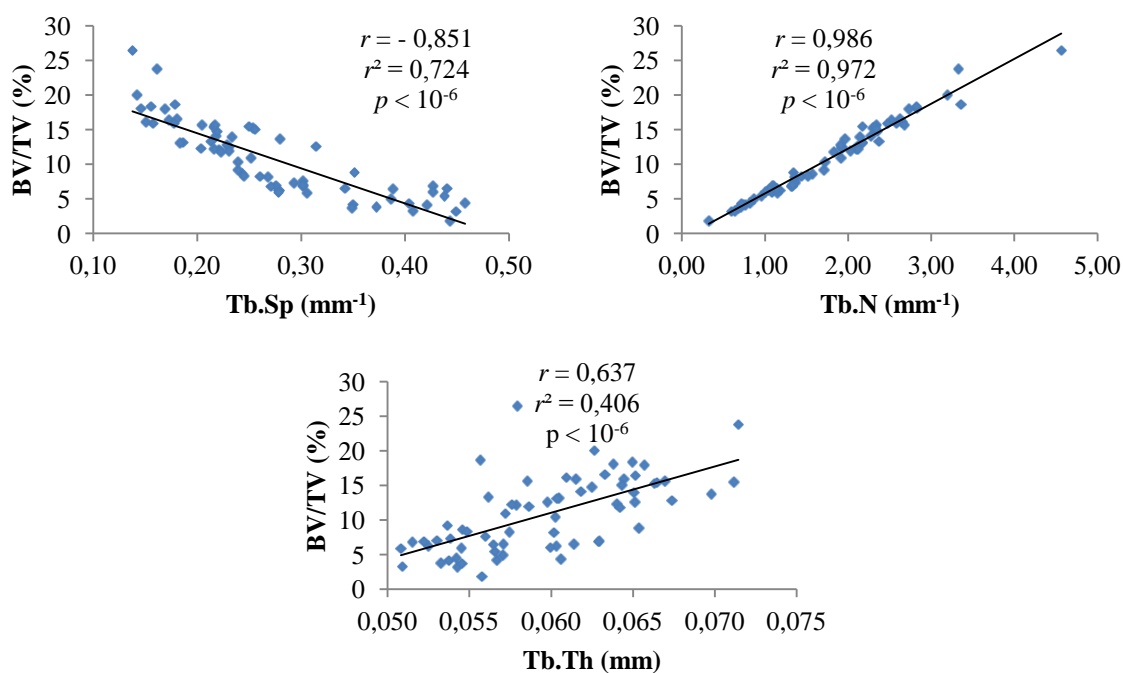 r = - 0,851
r² = 0,724
p < 10-6
BV/TV (%)
30
25
20
15
10
5
0
0,10 0,20 0,30 0,40 0,50
Tb.Sp (mm-1)
r = 0,986
r² = 0,972
p < 10-6
BV/TV (%)
30
25
20
15
10
5
0
0,00 1,00 2,00 3,00 4,00 5,00
Tb.N (mm-1)
r = 0,637
r² = 0,406
p < 10-6
BV/TV (%)
30
25
20
15
10
5
0
0,050 0,055 0,060 0,065 0,070 0,075
Tb.Th (mm)